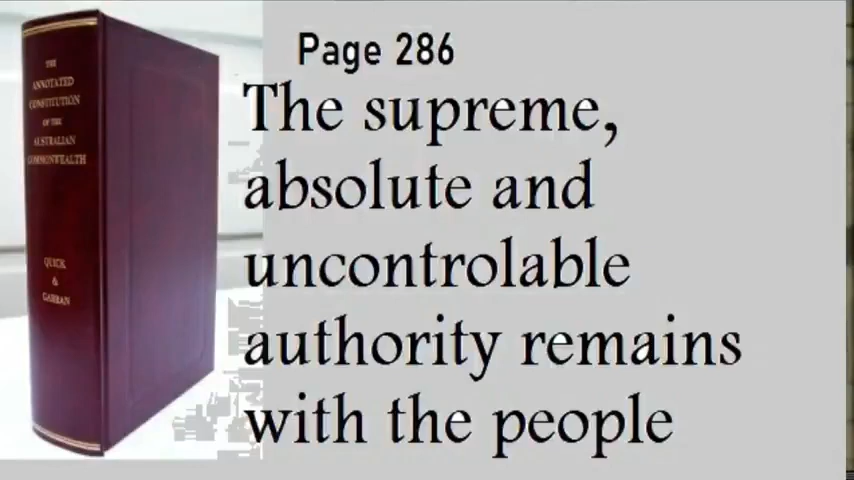 Page 286
The supreme,
absolute and
uncontrolable
authority remains
with the people
THE
ANNOTATED
CONSTITUTION
OF THE
AUSTRALIAN
COMMONWEALTH
QUICK
&
GARRAN